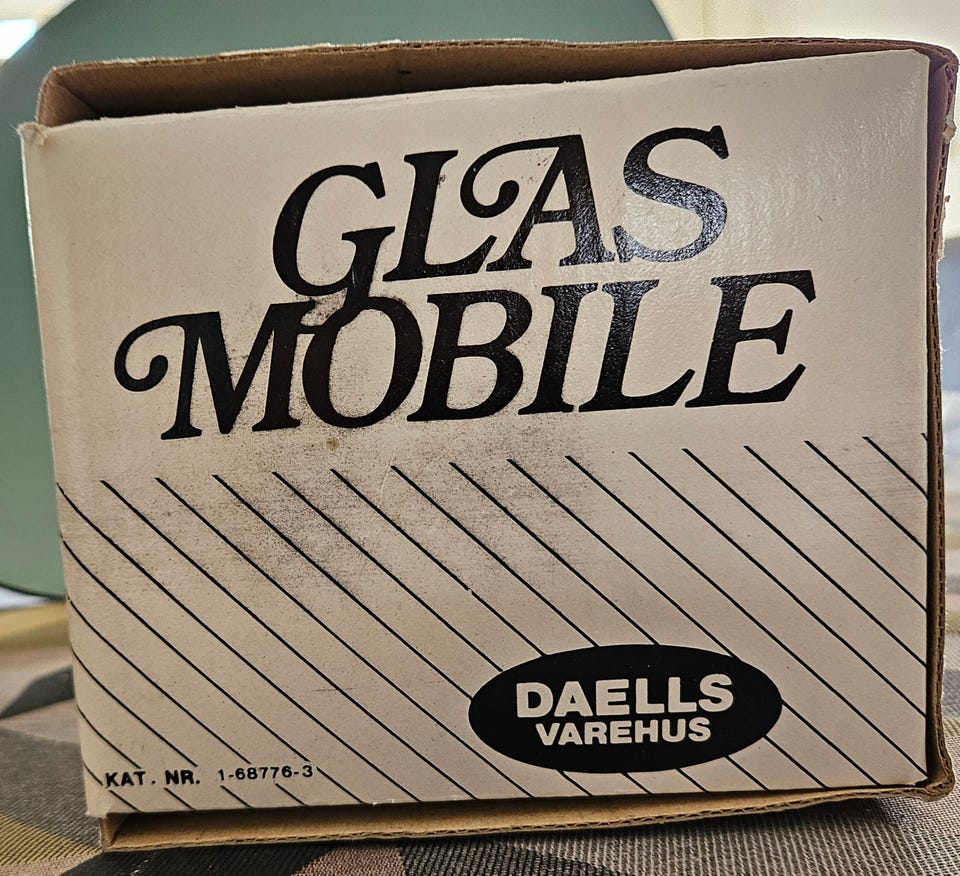 GLAS
MOBILE
DAELLS
VAREHUS
KAT. NR. 1-68776-3